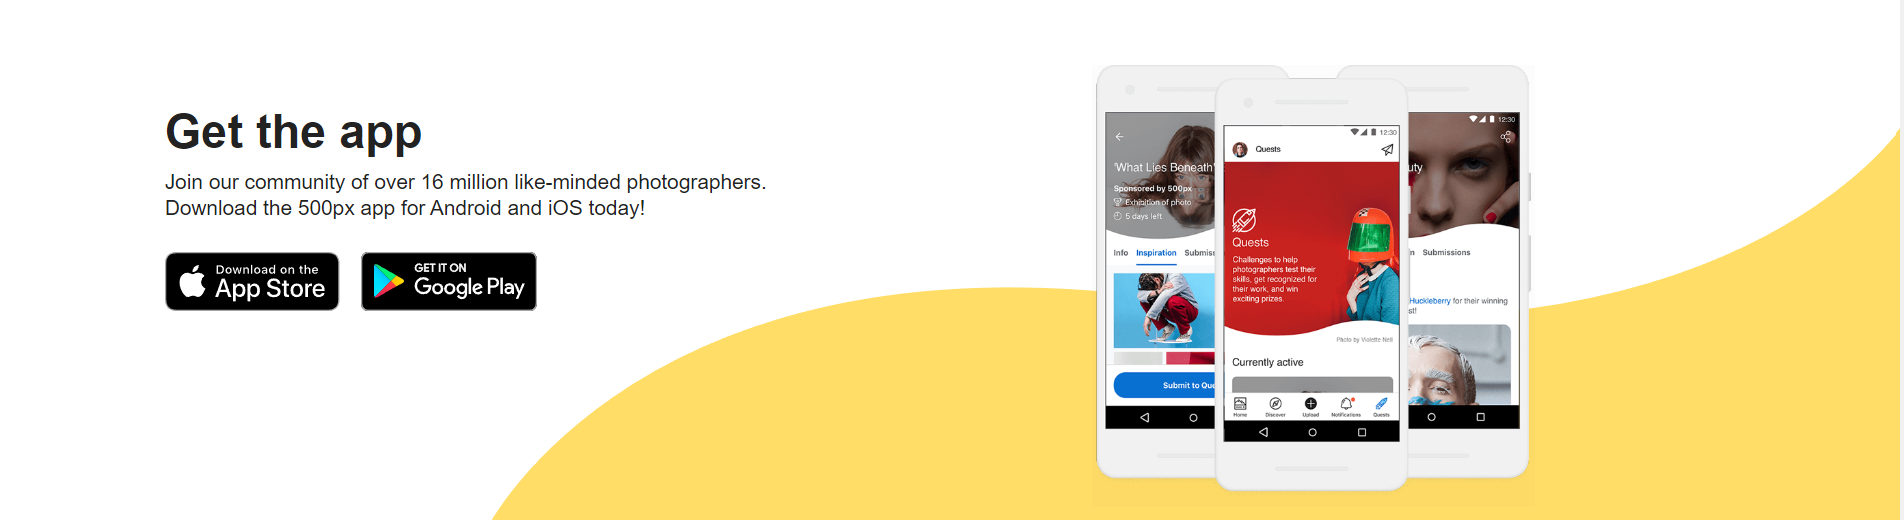 Get the app
Join our community of over 16 million like-minded photographers.
Download the 500px app for Android and iOS today!
Download on the
App Store
GET IT ON
Google Play
'What Lies Beneath'
Sponsored by 500px
Exhibition of photo
5 days left
Info Inspiration Submiss
Submit to Que
12:30
Quests
Quests
Challenges to help
photographers test their
skills, get recognized for
their work, and win
exciting prizes.
Photo by Violette Nell
Currently active
Home Discover Upload Notifications Quests
12:30
uty
n Submissions
Huckleberry for their winning
st!